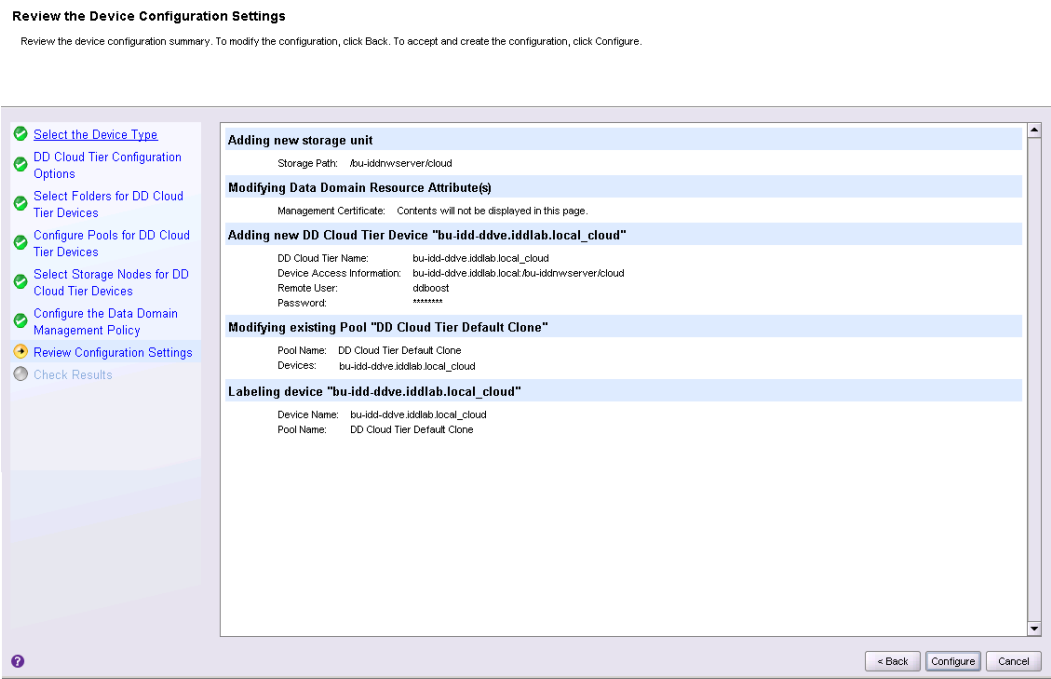 Review the Device Configuration Settings
Review the device configuration summary. To modify the configuration, click Back. To accept and create the configuration, click Configure.
Select the Device Type
DD Cloud Tier Configuration
Options
Select Folders for DD Cloud
Tier Devices
Configure Pools for DD Cloud
Tier Devices
Select Storage Nodes for DD
Cloud Tier Devices
Configure the Data Domain
Management Policy
Review Configuration Settings
Check Results
Adding new storage unit
Storage Path: /bu-iddnwserver/cloud
Modifying Data Domain Resource Attribute(s)
Management Certificate: Contents will not be displayed in this page.
Adding new DD Cloud Tier Device "bu-idd-ddve.iddlab.local_cloud"
DD Cloud Tier Name: bu-idd-ddve.iddlab.local_cloud
Device Access Information: bu-idd-ddve.iddlab.local:/bu-iddnwserver/cloud
Remote User: ddboost
Password: ********
Modifying existing Pool "DD Cloud Tier Default Clone"
Pool Name: DD Cloud Tier Default Clone
Devices: bu-idd-ddve.iddlab.local_cloud
Labeling device "bu-idd-ddve.iddlab.local_cloud"
Device Name: bu-idd-ddve.iddlab.local_cloud
Pool Name: DD Cloud Tier Default Clone
?
< Back Configure Cancel